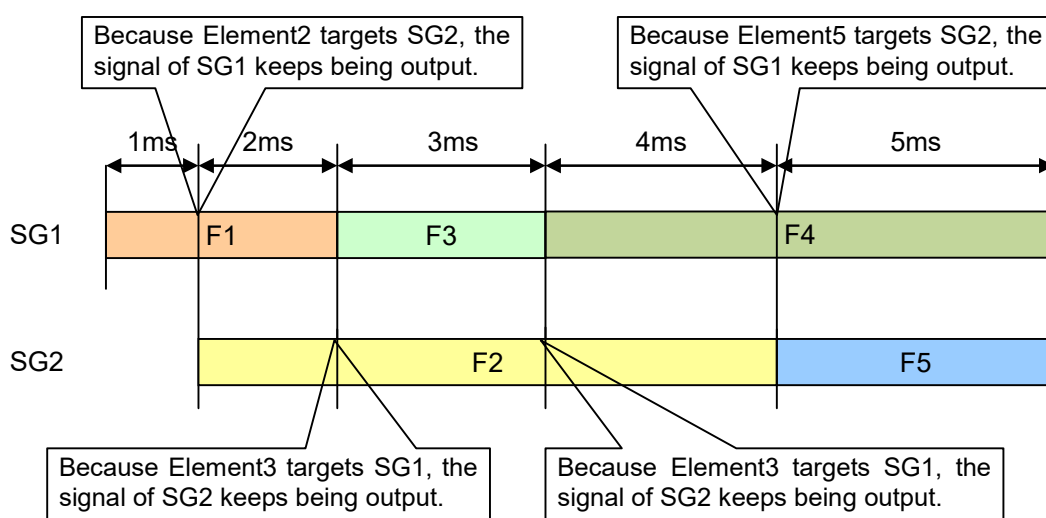 Because Element2 targets SG2, the
signal of SG1 keeps being output.
Because Element5 targets SG2, the
signal of SG1 keeps being output.
1ms
2ms
3ms
4ms
5ms
SG1
F1
F3
F4
SG2
F2
F5
Because Element3 targets SG1, the
signal of SG2 keeps being output.
Because Element3 targets SG1, the
signal of SG2 keeps being output.